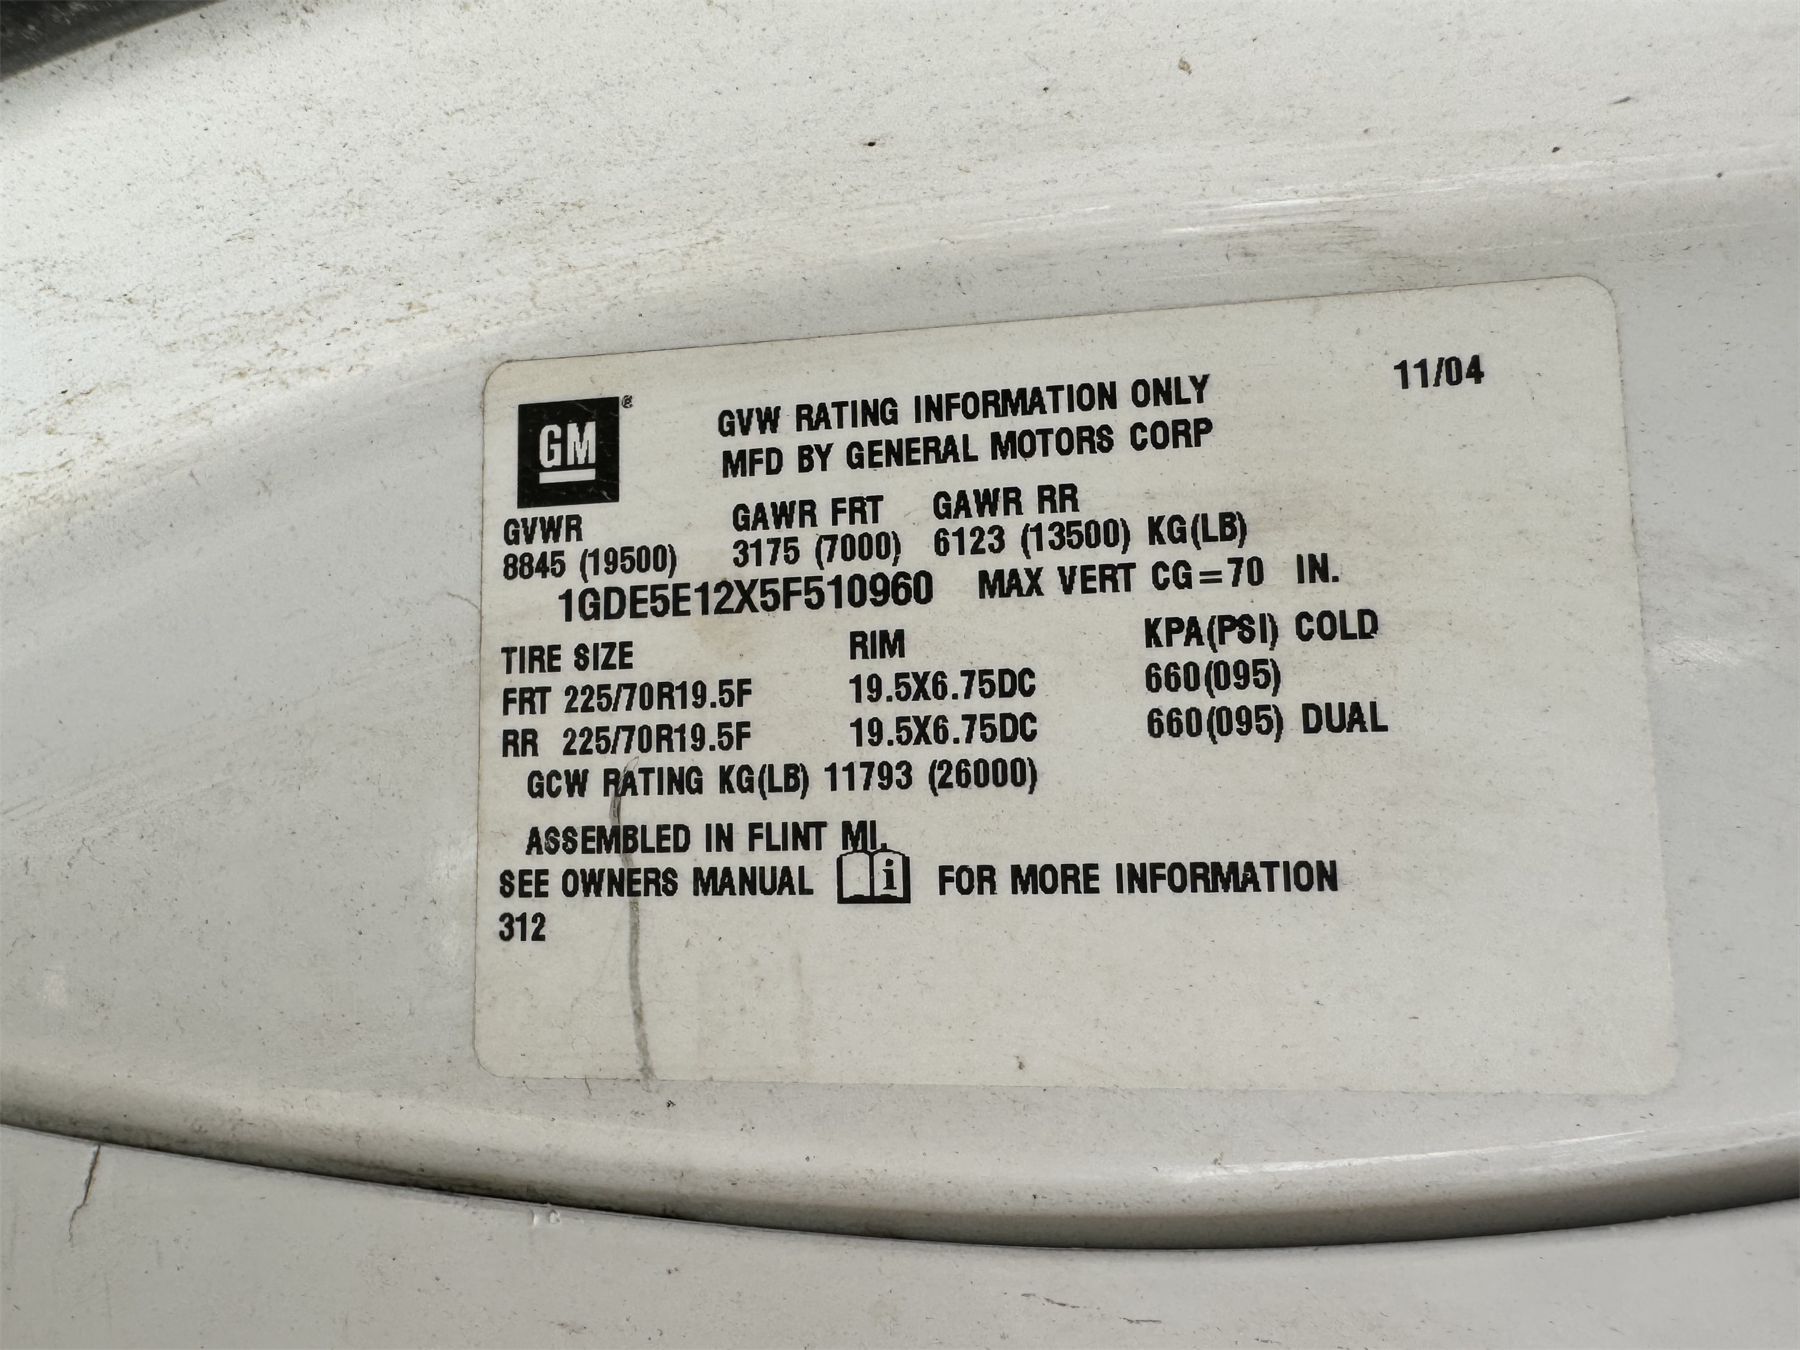 11/04
GM ®
GVW RATING INFORMATION ONLY
MFD BY GENERAL MOTORS CORP
GVWR GAWR FRT GAWR RR
8845 (19500) 3175 (7000) 6123 (13500) KG(LB)
1GDE5E12X5F510960 MAX VERT CG=70 IN.
TIRE SIZE RIM KPA(PSI) COLD
FRT 225/70R19.5F 19.5X6.75DC 660(095)
RR 225/70R19.5F 19.5X6.75DC 660(095) DUAL
GCW RATING KG(LB) 11793 (26000)
ASSEMBLED IN FLINT MI.
SEE OWNERS MANUAL i FOR MORE INFORMATION
312